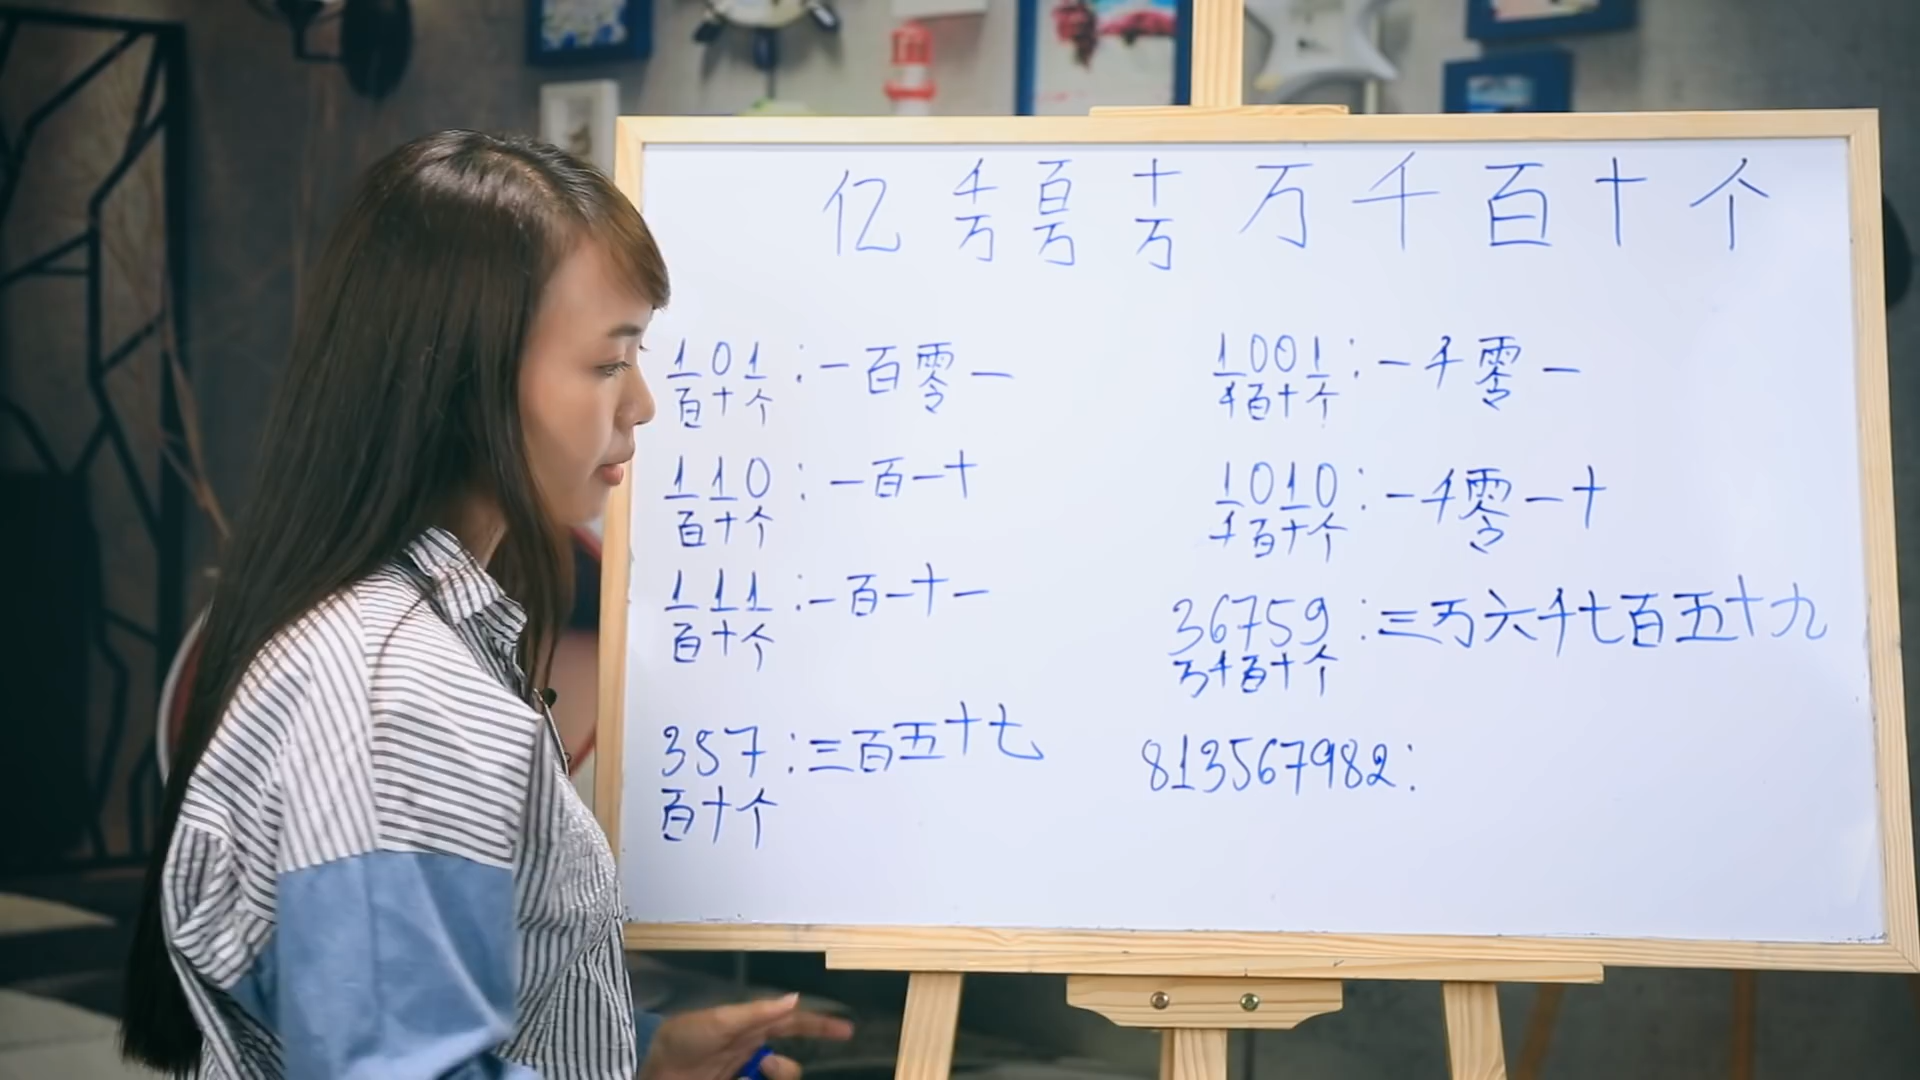 亿 千万 百万 十万 万 千 百 十 个
101:一百零一
百十个
110:一百一十
百十个
111:一百一十一
百十个
357:三百五十七
百十个
1001:一千零一
千百十个
1010:一千零一十
千百十个
36759:三万六千七百五十九
万千百十个
813567982: